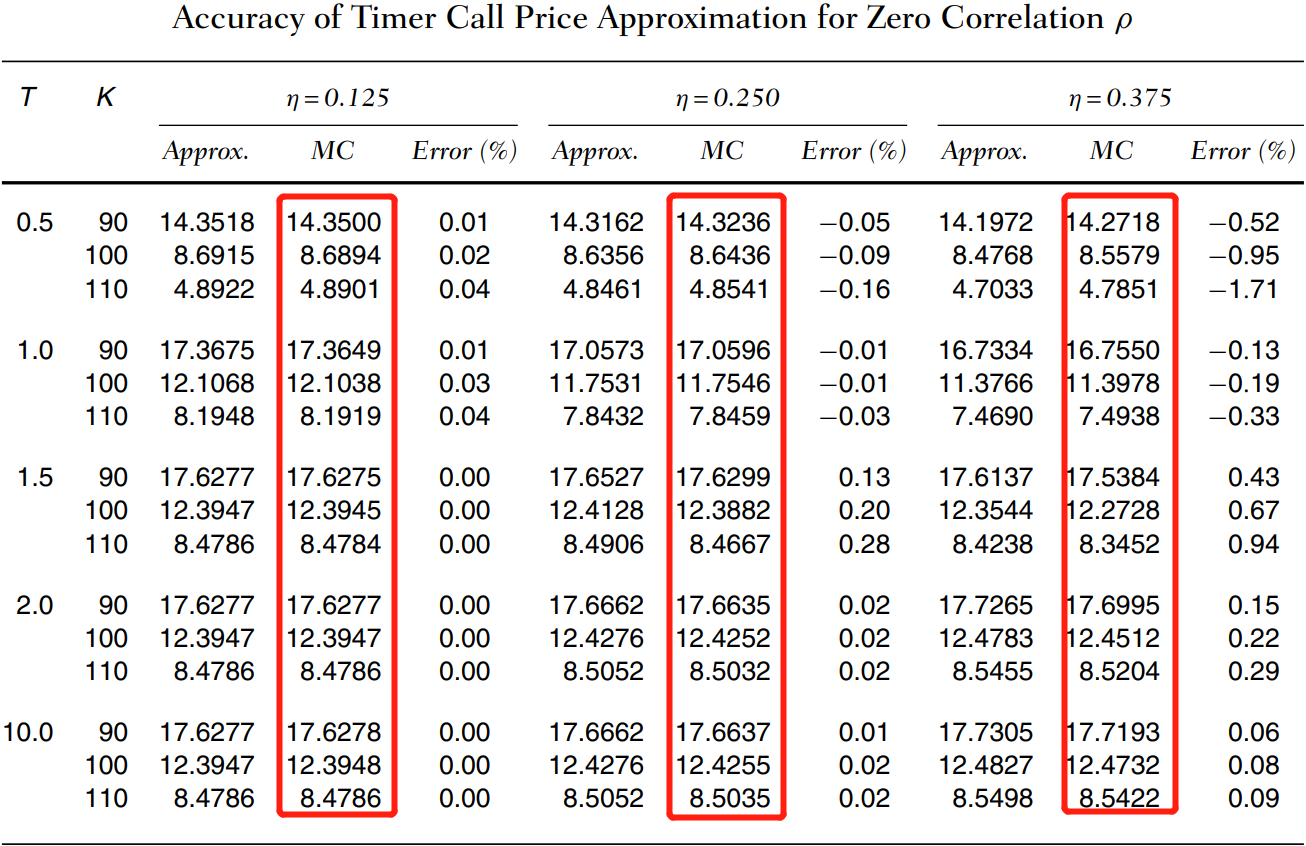 Accuracy of Timer Call Price Approximation for Zero Correlation ρ
T K η = 0.125 η = 0.250 η = 0.375
Approx. MC Error (%) Approx. MC Error (%) Approx. MC Error (%)
0.5 90 14.3518 14.3500 0.01 14.3162 14.3236 −0.05 14.1972 14.2718 −0.52
100 8.6915 8.6894 0.02 8.6356 8.6436 −0.09 8.4768 8.5579 −0.95
110 4.8922 4.8901 0.04 4.8461 4.8541 −0.16 4.7033 4.7851 −1.71
1.0 90 17.3675 17.3649 0.01 17.0573 17.0596 −0.01 16.7334 16.7550 −0.13
100 12.1068 12.1038 0.03 11.7531 11.7546 −0.01 11.3766 11.3978 −0.19
110 8.1948 8.1919 0.04 7.8432 7.8459 −0.03 7.4690 7.4938 −0.33
1.5 90 17.6277 17.6275 0.00 17.6527 17.6299 0.13 17.6137 17.5384 0.43
100 12.3947 12.3945 0.00 12.4128 12.3882 0.20 12.3544 12.2728 0.67
110 8.4786 8.4784 0.00 8.4906 8.4667 0.28 8.4238 8.3452 0.94
2.0 90 17.6277 17.6277 0.00 17.6662 17.6635 0.02 17.7265 17.6995 0.15
100 12.3947 12.3947 0.00 12.4276 12.4252 0.02 12.4783 12.4512 0.22
110 8.4786 8.4786 0.00 8.5052 8.5032 0.02 8.5455 8.5204 0.29
10.0 90 17.6277 17.6278 0.00 17.6662 17.6637 0.01 17.7305 17.7193 0.06
100 12.3947 12.3948 0.00 12.4276 12.4255 0.02 12.4827 12.4732 0.08
110 8.4786 8.4786 0.00 8.5052 8.5035 0.02 8.5498 8.5422 0.09